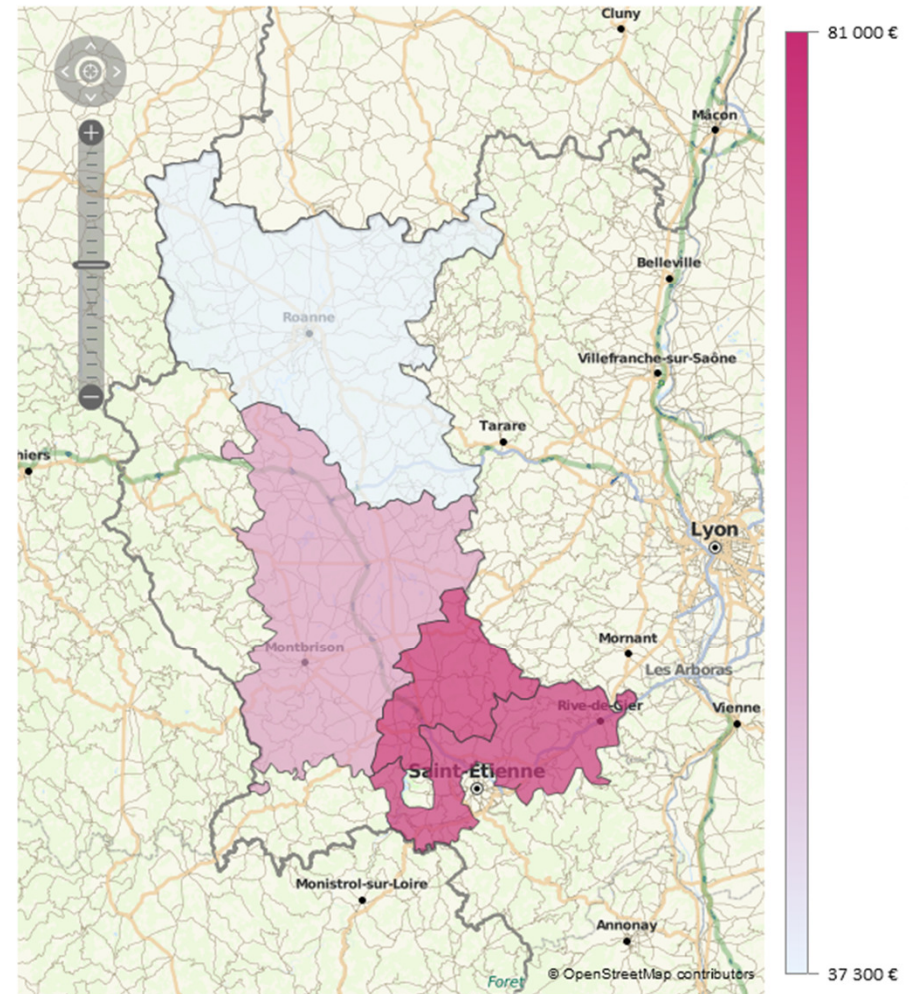 Cluny
81 000 €
Mâcon
Belleville
Roanne
Villefranche-sur-Saône
Tarare
hiers
Lyon
Mornant
Montbrison
Les Arboras
Rive-de-Gier
Vienne
Saint-Étienne
Monistrol-sur-Loire
Annonay
© OpenStreetMap contributors
37 300 €
Foret